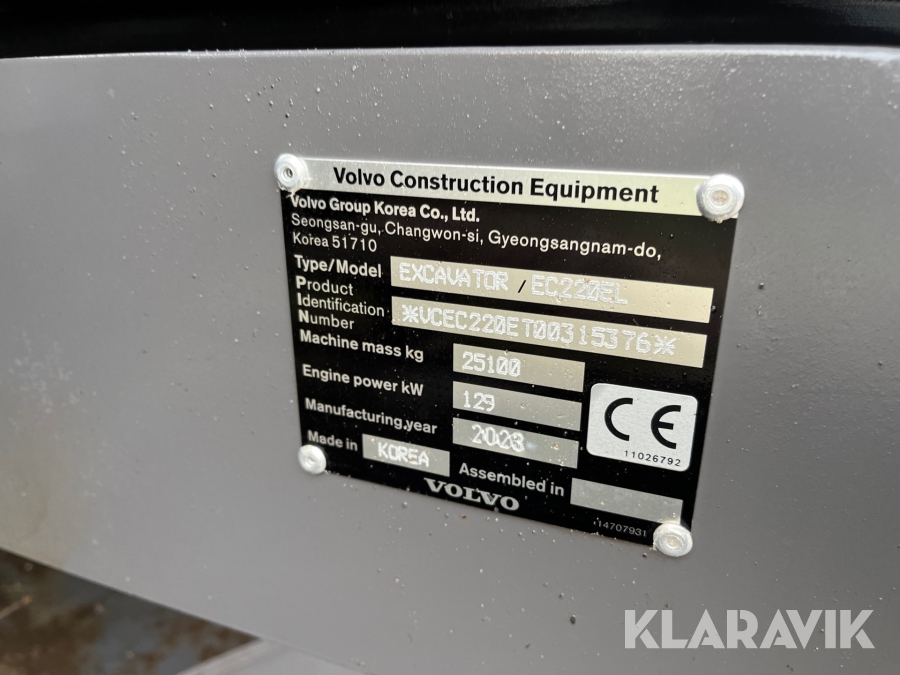 Volvo Construction Equipment
Volvo Group Korea Co., Ltd.
Seongsan-gu, Changwon-si, Gyeongsangnam-do,
Korea 51710
Type/Model EXCAVATOR / EC220EL
Product
Identification
Number *VCEC220ET00315376*
Machine mass kg 25100
Engine power kW 129
Manufacturing year 2023
CE
11026792
Made in KOREA Assembled in
VOLVO
14707931
KLARAVIK